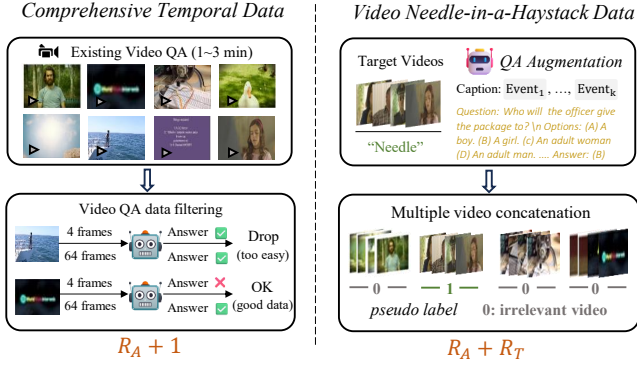 Comprehensive Temporal Data
Existing Video QA (1~3 min)
Video QA data filtering
4 frames
Answer
64 frames
Answer
Drop
(too easy)
4 frames
Answer
64 frames
Answer
OK
(good data)
R_A + 1
Video Needle-in-a-Haystack Data
Target Videos
"Needle"
QA Augmentation
Caption: Event₁ , …, Eventₖ
Question: Who will the officer give
the package to? \n Options: (A) A
boy. (B) A girl. (c) An adult woman
(D) An adult man. .... Answer: (B)
Multiple video concatenation
0 1 0 0
pseudo label 0: irrelevant video
R_A + R_T